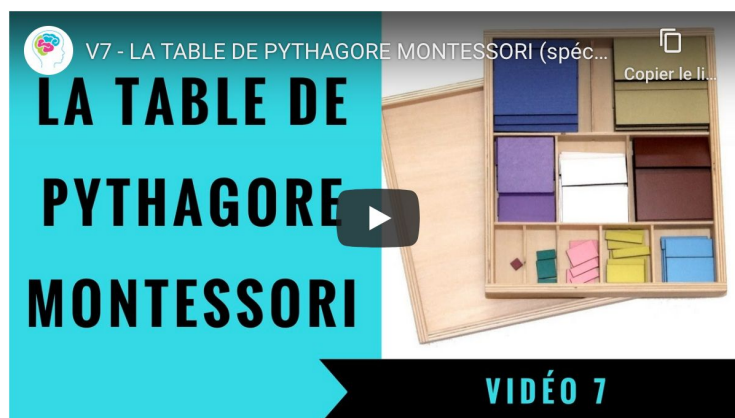 V7 - LA TABLE DE PYTHAGORE MONTESSORI (spéc...
Copier le li...
LA TABLE DE
PYTHAGORE
MONTESSORI
VIDÉO 7